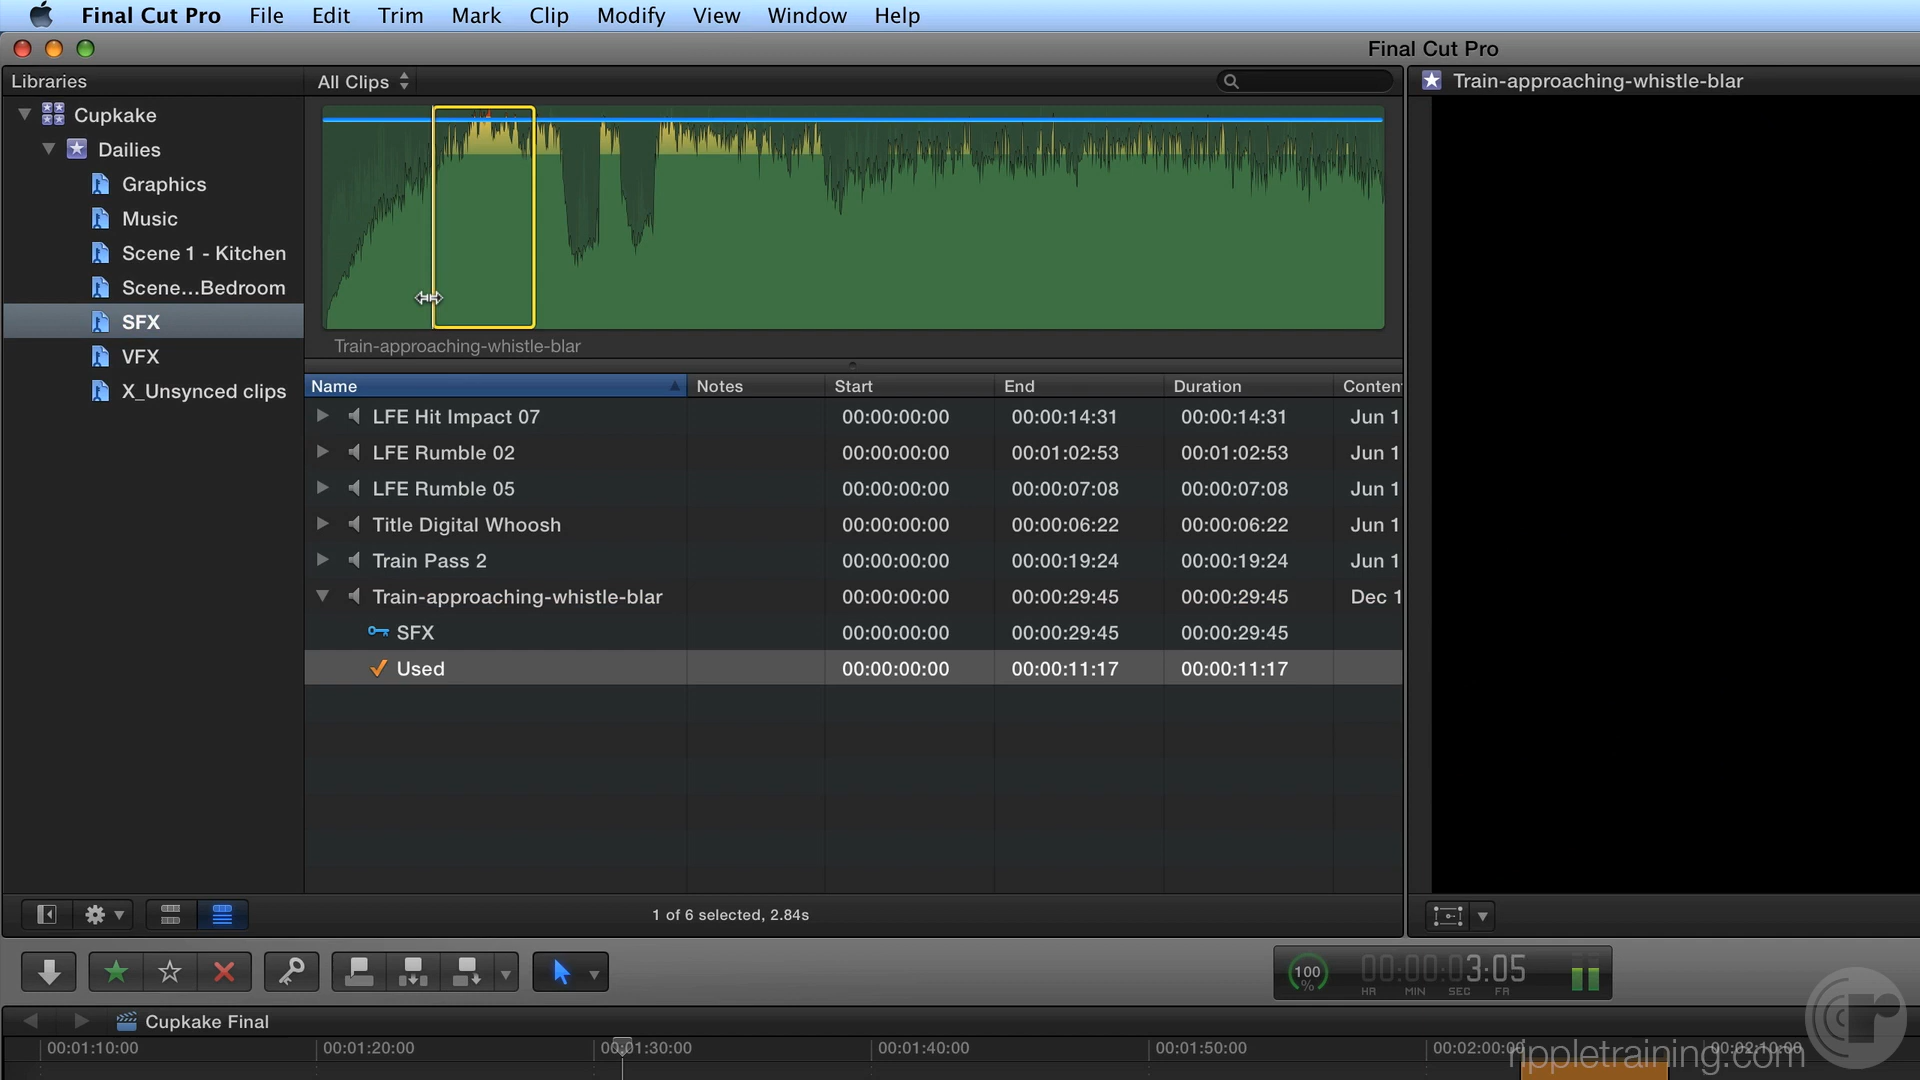 Final Cut Pro File Edit Trim Mark Clip Modify View Window Help
Final Cut Pro
Libraries
All Clips
Train-approaching-whistle-blar
Cupkake
Dailies
Graphics
Music
Scene 1 - Kitchen
Scene...Bedroom
SFX
VFX
X_Unsynced clips
Train-approaching-whistle-blar
Name Notes Start End Duration Conten
LFE Hit Impact 07 00:00:00:00 00:00:14:31 00:00:14:31 Jun 1
LFE Rumble 02 00:00:00:00 00:01:02:53 00:01:02:53 Jun 1
LFE Rumble 05 00:00:00:00 00:00:07:08 00:00:07:08 Jun 1
Title Digital Whoosh 00:00:00:00 00:00:06:22 00:00:06:22 Jun 1
Train Pass 2 00:00:00:00 00:00:19:24 00:00:19:24 Jun 1
Train-approaching-whistle-blar 00:00:00:00 00:00:29:45 00:00:29:45 Dec 1
SFX 00:00:00:00 00:00:29:45 00:00:29:45
Used 00:00:00:00 00:00:11:17 00:00:11:17
1 of 6 selected, 2.84s
100 %
00:00:03:05
HR MIN SEC FR
Cupkake Final
00:01:10:00 00:01:20:00 00:01:30:00 00:01:40:00 00:01:50:00 00:02:00:00 00:02:10:00
rippletraining.com